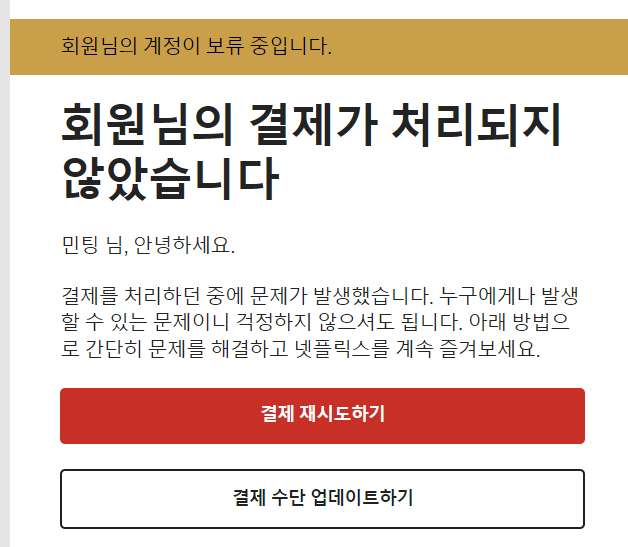 회원님의 계정이 보류 중입니다.
회원님의 결제가 처리되지
않았습니다
민팅 님, 안녕하세요.
결제를 처리하던 중에 문제가 발생했습니다. 누구에게나 발생
할 수 있는 문제이니 걱정하지 않으셔도 됩니다. 아래 방법으
로 간단히 문제를 해결하고 넷플릭스를 계속 즐겨보세요.
결제 재시도하기
결제 수단 업데이트하기